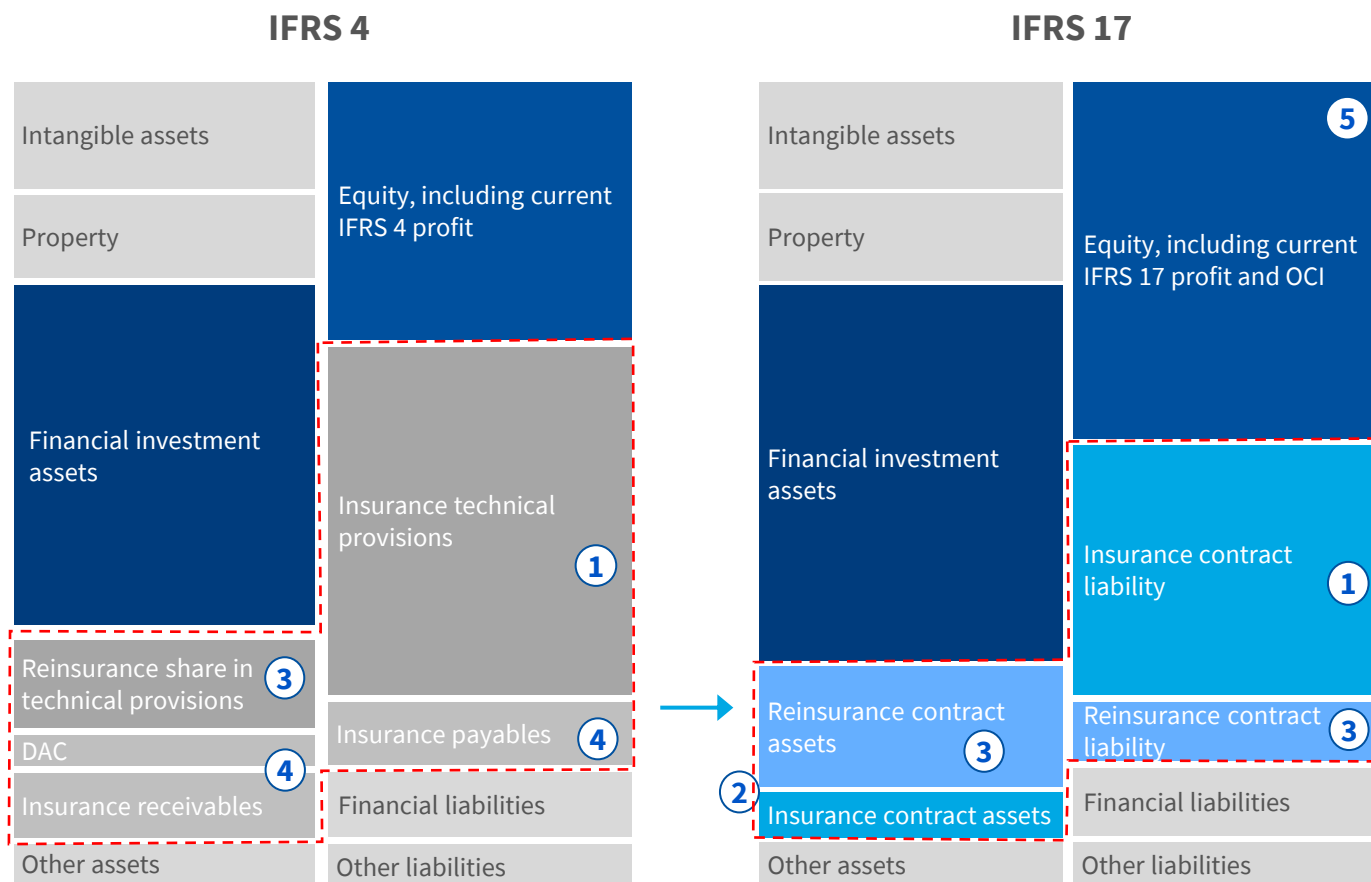 IFRS 4
Intangible assets
Property
Financial investment
assets
Reinsurance share in
technical provisions
3
DAC
4
Insurance receivables
Other assets
Equity, including current
IFRS 4 profit
Insurance technical
provisions
1
Insurance payables
4
Financial liabilities
Other liabilities
IFRS 17
Intangible assets
Property
Financial investment
assets
Reinsurance contract
assets
3
2
Insurance contract assets
Other assets
5
Equity, including current
IFRS 17 profit and OCI
Insurance contract
liability
1
Reinsurance contract
liability
3
Financial liabilities
Other liabilities